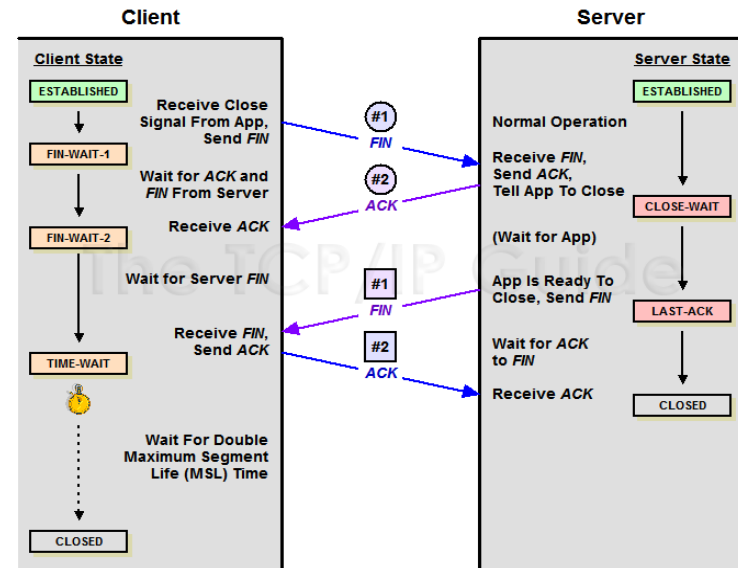 Client
Server
Client State
Server State
ESTABLISHED
ESTABLISHED
Receive Close
Signal From App,
Send FIN
#1
FIN
Normal Operation
FIN-WAIT-1
Receive FIN,
Send ACK,
Tell App To Close
Wait for ACK and
FIN From Server
#2
ACK
CLOSE-WAIT
Receive ACK
FIN-WAIT-2
(Wait for App)
The TCP/IP Guide
Wait for Server FIN
#1
FIN
App Is Ready To
Close, Send FIN
LAST-ACK
Receive FIN,
Send ACK
#2
ACK
Wait for ACK
to FIN
TIME-WAIT
Receive ACK
CLOSED
Wait For Double
Maximum Segment
Life (MSL) Time
CLOSED